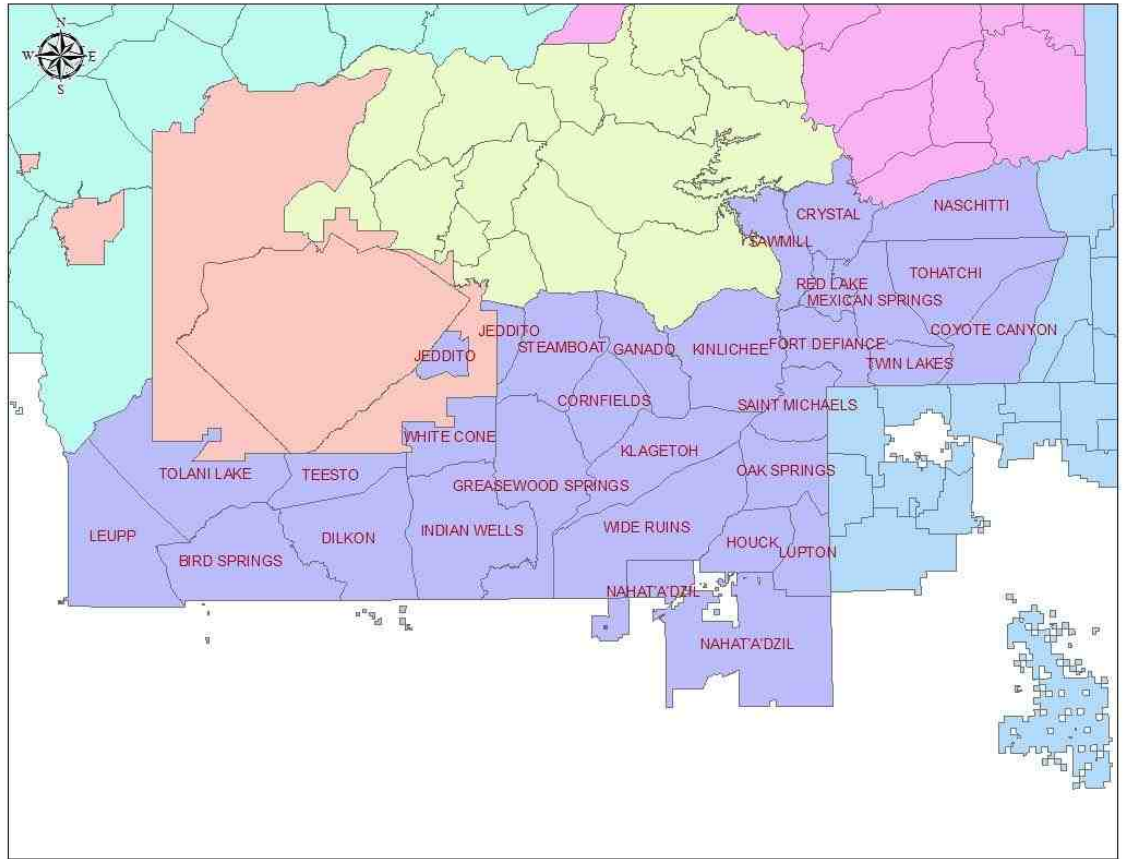 N
W E
S
NASCHITTI
CRYSTAL
SAWMILL
TOHATCHI
RED LAKE
MEXICAN SPRINGS
JEDDITO
COYOTE CANYON
STEAMBOAT
GANADO
KINLICHEE
FORT DEFIANCE
JEDDITO
TWIN LAKES
CORNFIELDS
SAINT MICHAELS
WHITE CONE
KLAGETOH
TOLANI LAKE
TEESTO
OAK SPRINGS
GREASEWOOD SPRINGS
WIDE RUINS
LEUPP
INDIAN WELLS
DILKON
HOUCK
LUPTON
BIRD SPRINGS
NAHAT'A'DZIL
NAHAT'A'DZIL